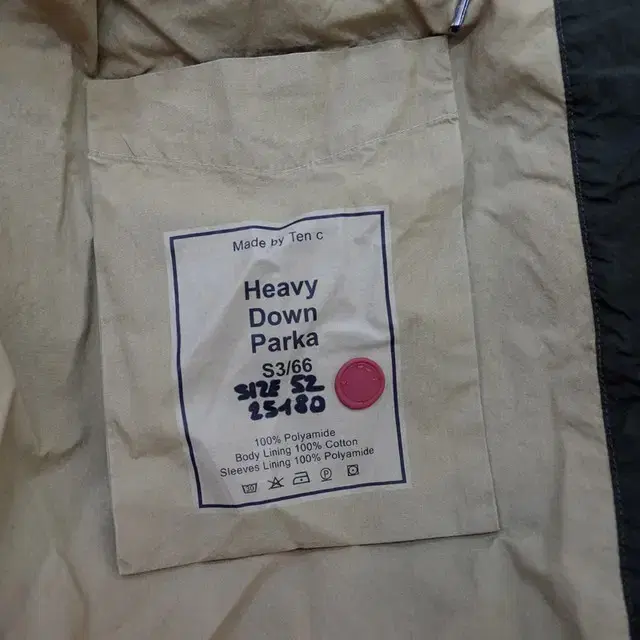 Made by Ten c
Heavy
Down
Parka
S3/66
SIZE 52
25180
100% Polyamide
Body Lining 100% Cotton
Sleeves Lining 100% Polyamide
30
P